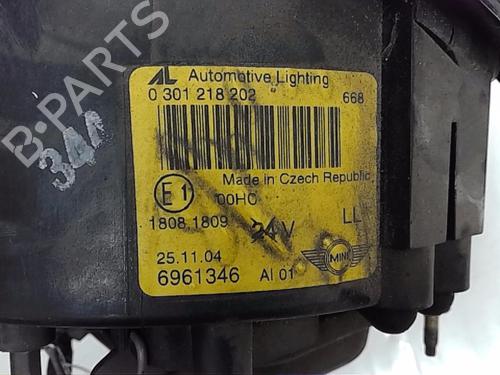 B-PARTS
341
AL Automotive Lighting
0 301 218 202
668
Made in Czech Republic
E1
00HC
1808 1809
24V
LL
25.11.04
MINI
6961346
AI 01